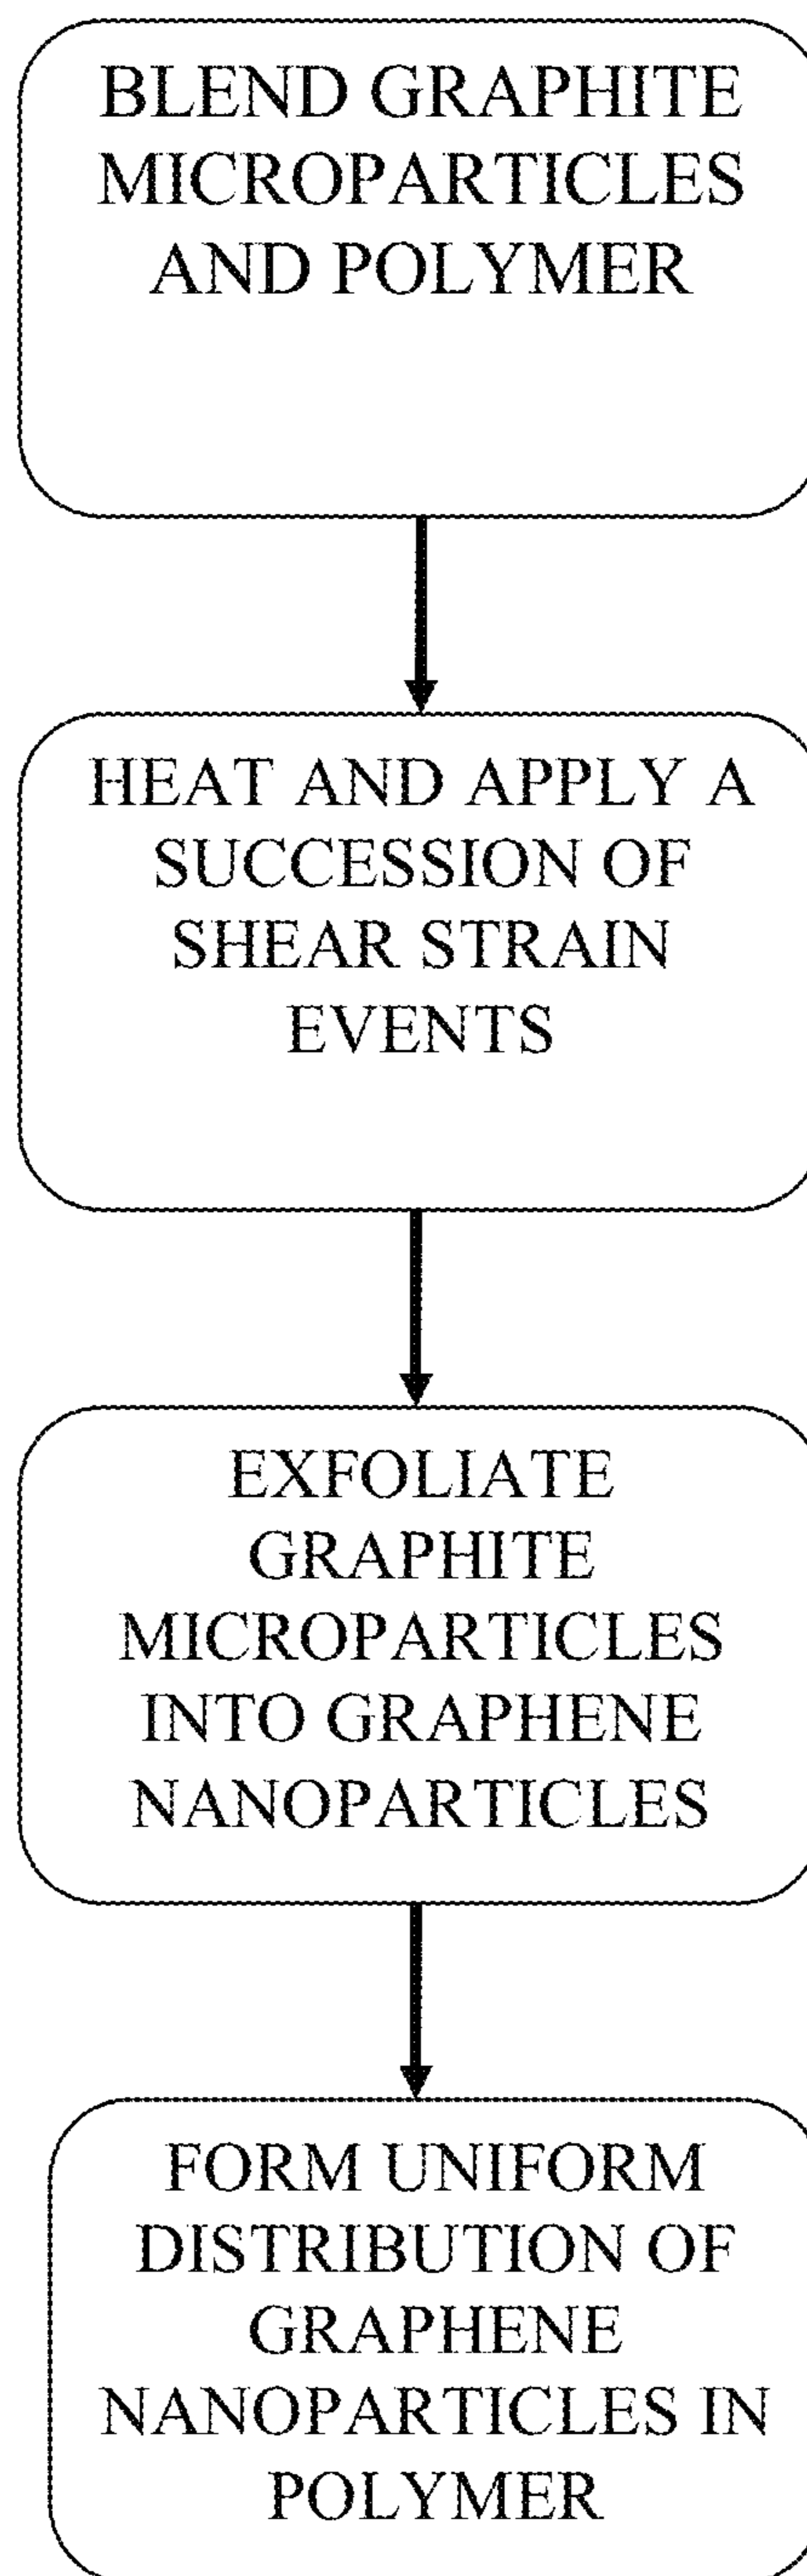 BLEND GRAPHITE
MICROPARTICLES
AND POLYMER
HEAT AND APPLY A
SUCCESSION OF
SHEAR STRAIN
EVENTS
EXFOLIATE
GRAPHITE
MICROPARTICLES
INTO GRAPHENE
NANOPARTICLES
FORM UNIFORM
DISTRIBUTION OF
GRAPHENE
NANOPARTICLES IN
POLYMER